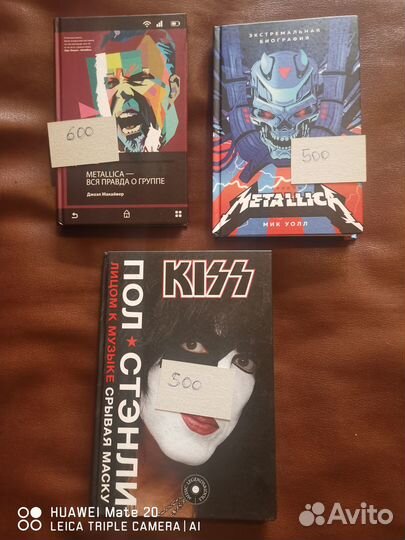 600
METALLICA —
ВСЯ ПРАВДА О ГРУППЕ
Джоэл Макайвер
ЭКСТРЕМАЛЬНАЯ
БИОГРАФИЯ
500
METALLICA
МИК УОЛЛ
KISS
ПОЛ ★ СТЭНЛИ
ЛИЦОМ К МУЗЫКЕ СРЫВАЯ МАСКУ
500
HUAWEI Mate 20
LEICA TRIPLE CAMERA | AI
Avito